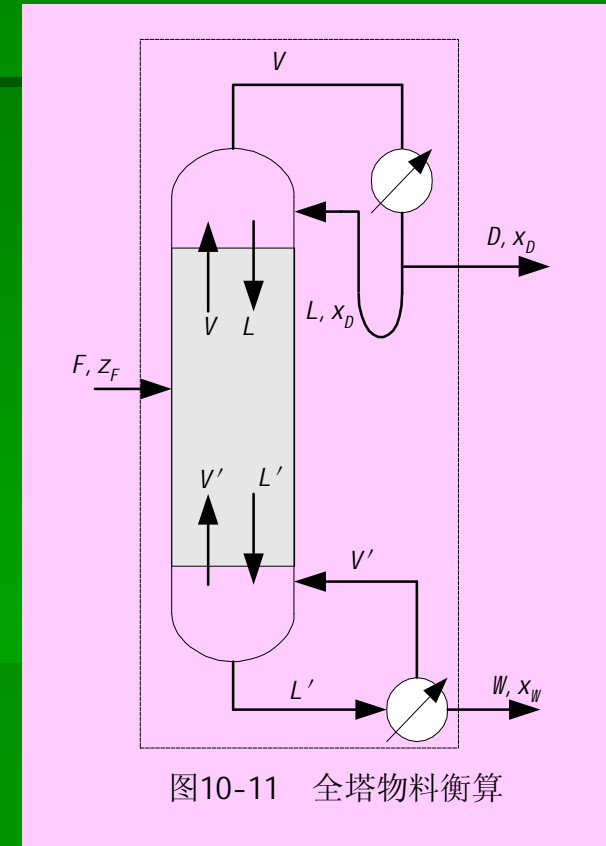 V
D, x_D
V L
L, x_D
F, z_F
V′ L′
V′
L′
W, x_W
图10-11 全塔物料衡算